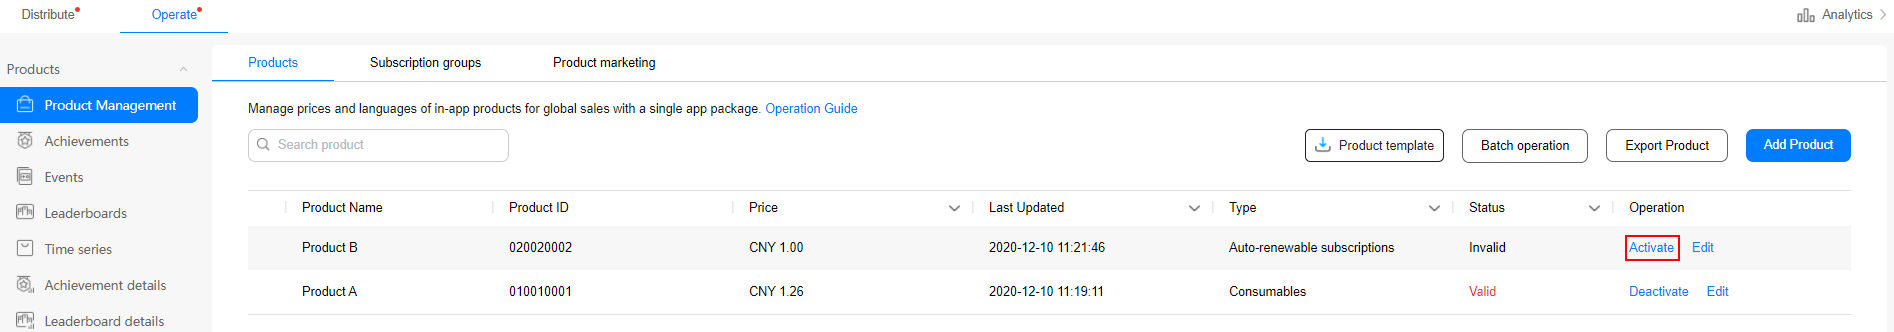 Distribute
Operate
Analytics
Products
Product Management
Achievements
Events
Leaderboards
Time series
Achievement details
Leaderboard details
Products Subscription groups Product marketing
Manage prices and languages of in-app products for global sales with a single app package. Operation Guide
Search product
Product template Batch operation Export Product Add Product
Product Name Product ID Price Last Updated Type Status Operation
Product B 020020002 CNY 1.00 2020-12-10 11:21:46 Auto-renewable subscriptions Invalid Activate Edit
Product A 010010001 CNY 1.26 2020-12-10 11:19:11 Consumables Valid Deactivate Edit